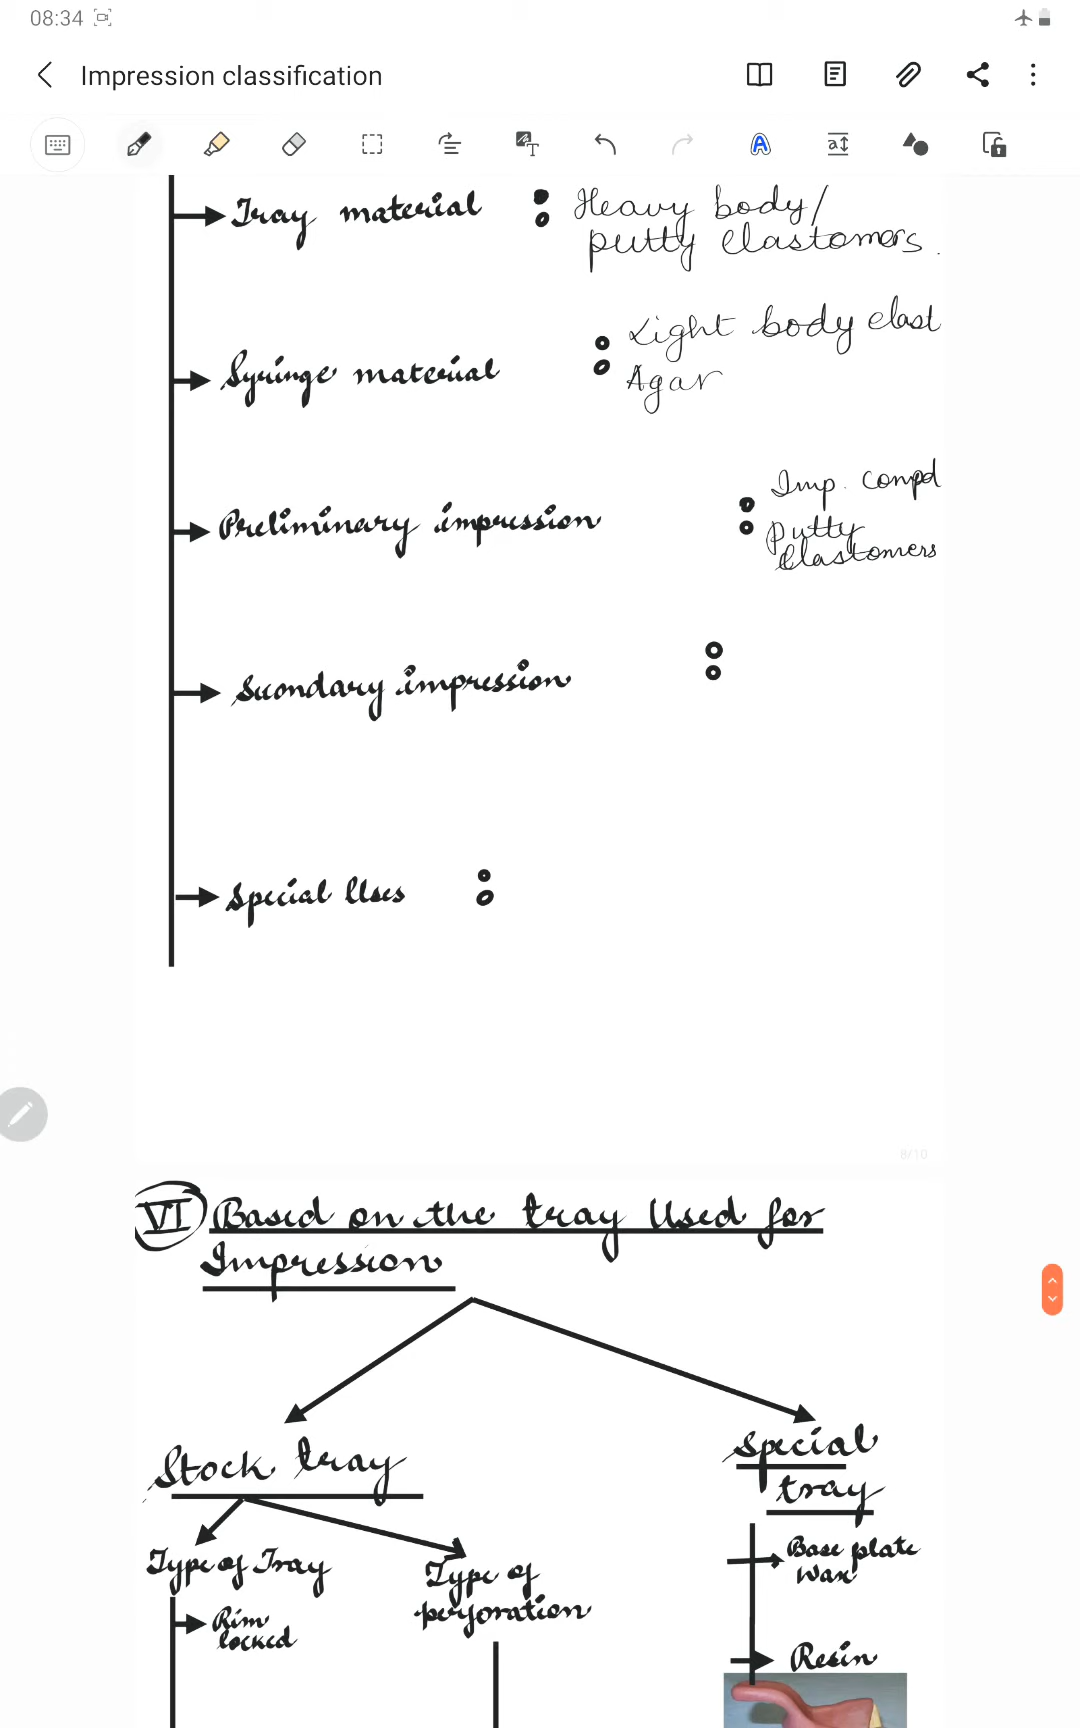 08:34
Impression classification
Tray material : Heavy body/
putty elastomers.
Light body elast
Syringe material :
Agar
Imp. compd
Preliminary impression :
Putty
Elastomers
Secondary impression :
Special Uses :
8/10
VI Based on the tray Used for
Impression
Stock tray
Special
tray
Type of Tray
Type of
perforation
Rim
locked
Base plate
Wax
Resin